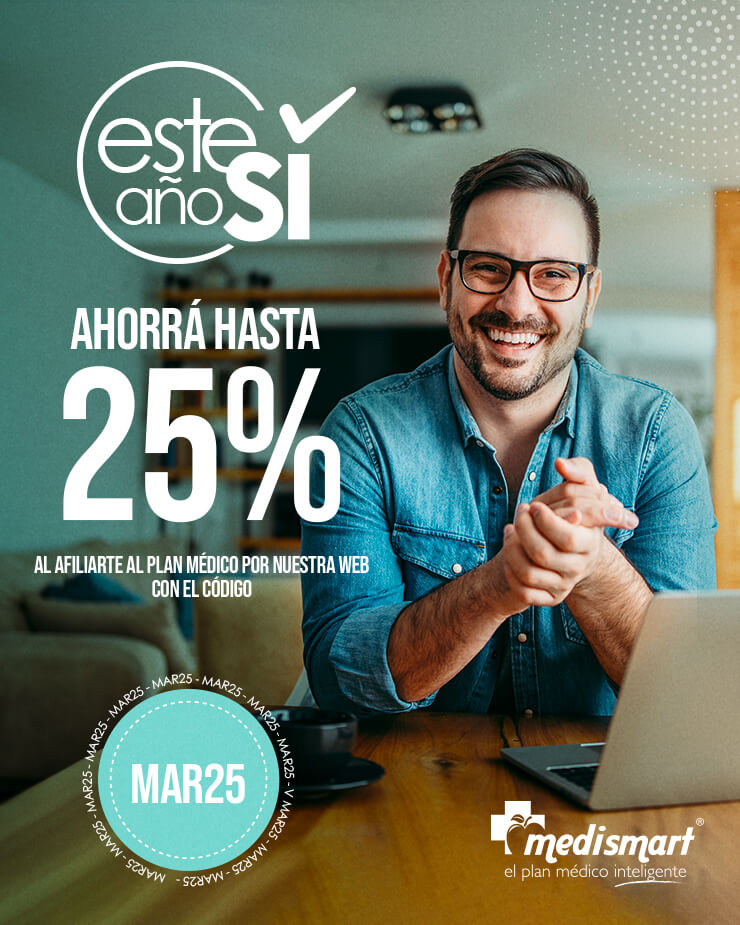 este
año SÍ
AHORRÁ HASTA
25%
AL AFILIARTE AL PLAN MÉDICO POR NUESTRA WEB
CON EL CÓDIGO
MAR25 - MAR25 - MAR25 - MAR25 - MAR25 - MAR25 - V MAR25 - MAR25 - MAR25 - MAR25 - MAR25 -
MAR25
medismart®
el plan médico inteligente